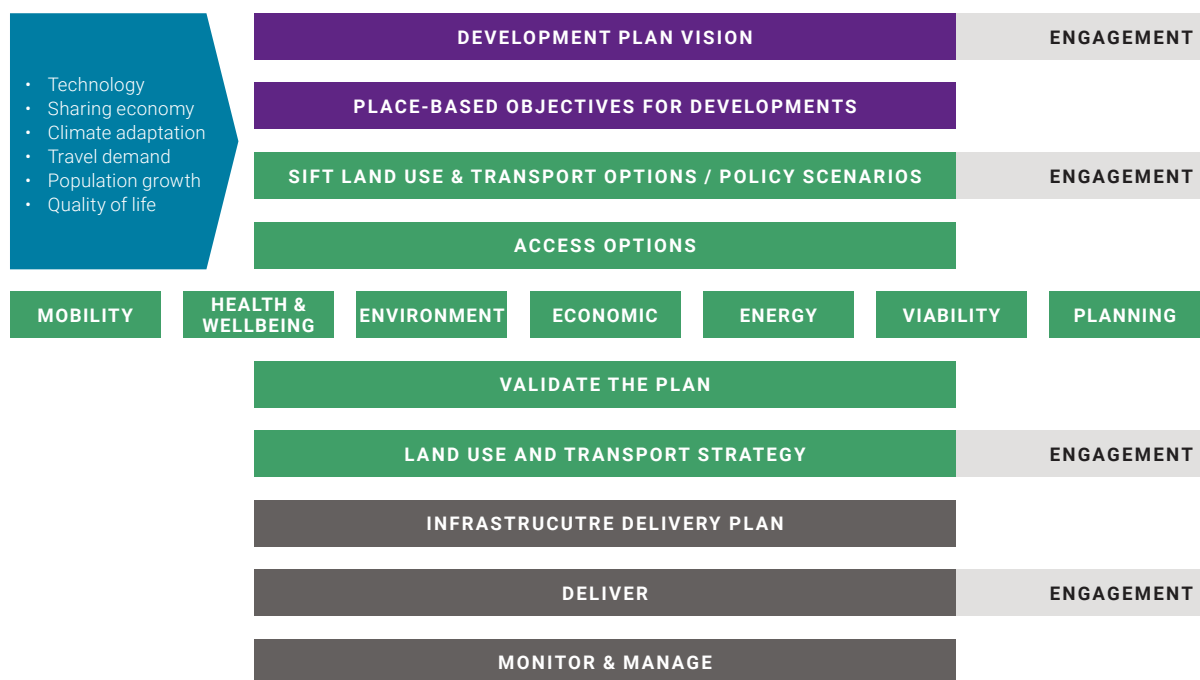 • Technology
• Sharing economy
• Climate adaptation
• Travel demand
• Population growth
• Quality of life
DEVELOPMENT PLAN VISION
ENGAGEMENT
PLACE-BASED OBJECTIVES FOR DEVELOPMENTS
SIFT LAND USE & TRANSPORT OPTIONS / POLICY SCENARIOS
ENGAGEMENT
ACCESS OPTIONS
MOBILITY
HEALTH &
WELLBEING
ENVIRONMENT
ECONOMIC
ENERGY
VIABILITY
PLANNING
VALIDATE THE PLAN
LAND USE AND TRANSPORT STRATEGY
ENGAGEMENT
INFRASTRUCUTRE DELIVERY PLAN
DELIVER
ENGAGEMENT
MONITOR & MANAGE